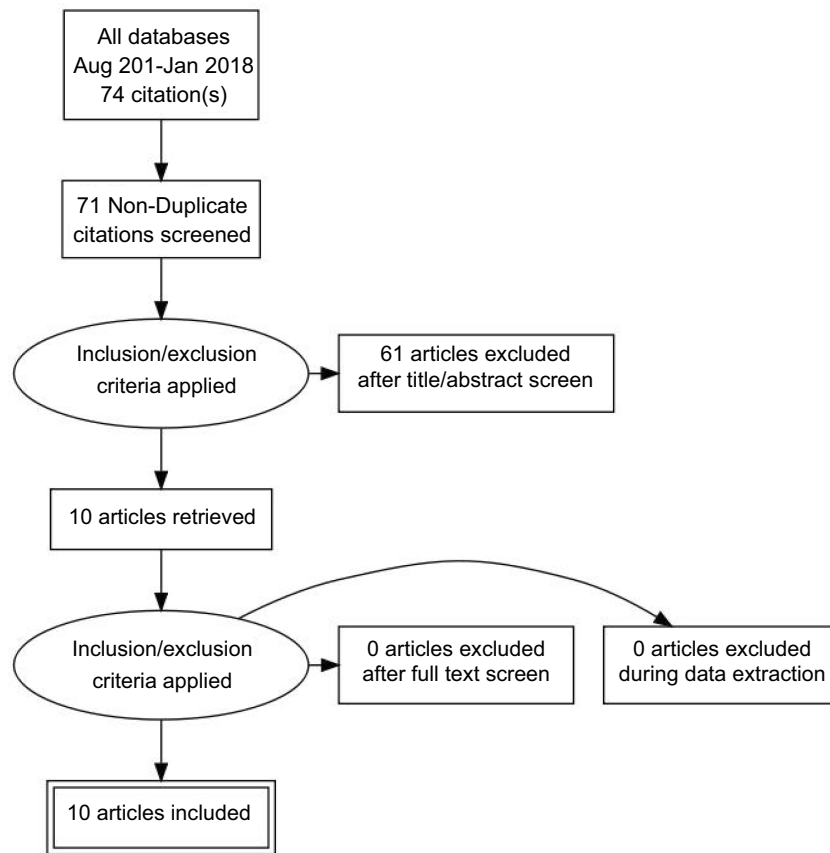 All databases
Aug 201-Jan 2018
74 citation(s)
71 Non-Duplicate
citations screened
Inclusion/exclusion
criteria applied
61 articles excluded
after title/abstract screen
10 articles retrieved
Inclusion/exclusion
criteria applied
0 articles excluded
after full text screen
0 articles excluded
during data extraction
10 articles included